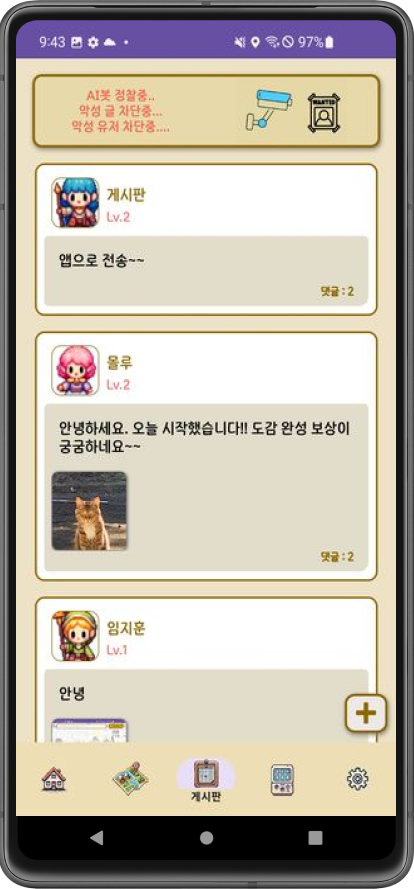 9:43
97%
AI봇 정찰중..
악성 글 차단중...
악성 유저 차단중....
WANTED
게시판
Lv.2
앱으로 전송~~
댓글 : 2
몰루
Lv.2
안녕하세요. 오늘 시작했습니다!! 도감 완성 보상이
궁금하네요~~
댓글 : 2
임지훈
Lv.1
안녕
게시판